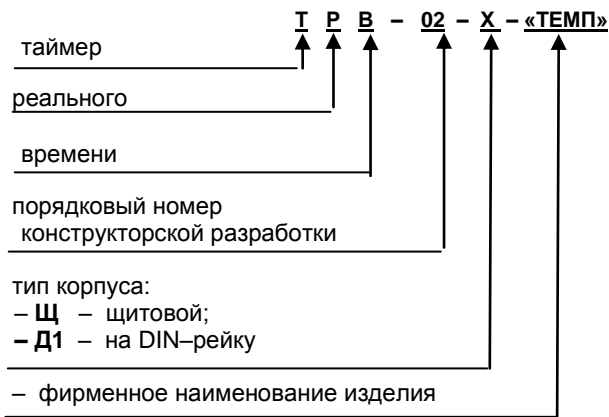 Т Р В – 02 – Х – «ТЕМП»
таймер
реального
времени
порядковый номер
конструкторской разработки
тип корпуса:
– Щ – щитовой;
– Д1 – на DIN–рейку
– фирменное наименование изделия